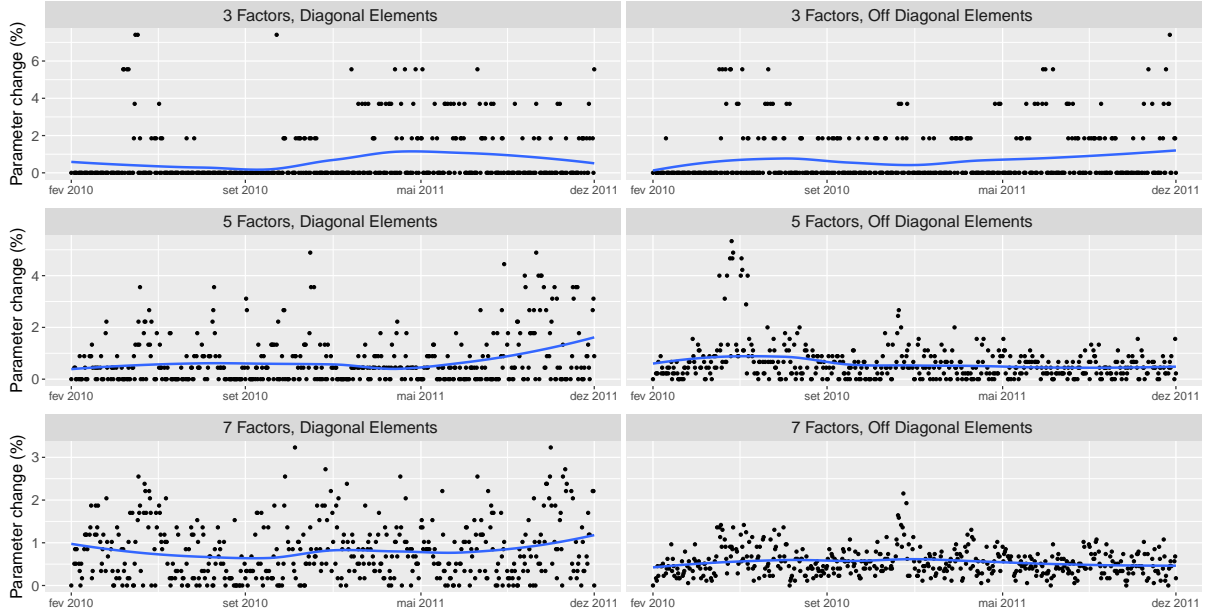 3 Factors, Diagonal Elements
3 Factors, Off Diagonal Elements
Parameter change (%)
6
4
2
0
fev 2010 set 2010 mai 2011 dez 2011
fev 2010 set 2010 mai 2011 dez 2011
5 Factors, Diagonal Elements
5 Factors, Off Diagonal Elements
Parameter change (%)
4
2
0
fev 2010 set 2010 mai 2011 dez 2011
fev 2010 set 2010 mai 2011 dez 2011
7 Factors, Diagonal Elements
7 Factors, Off Diagonal Elements
Parameter change (%)
3
2
1
0
fev 2010 set 2010 mai 2011 dez 2011
fev 2010 set 2010 mai 2011 dez 2011